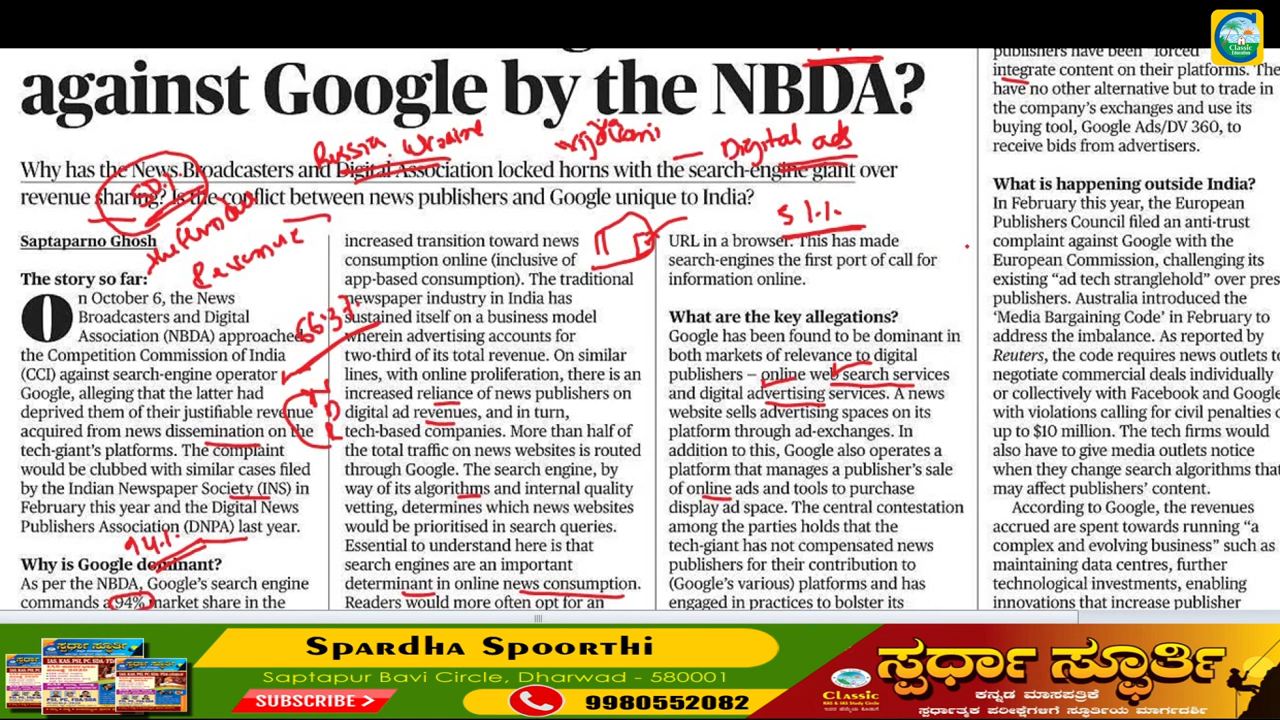 Classic
Education
against Google by the NBDA?
Russia Ukraine
Digital ads
Why has the News Broadcasters and Digital Association locked horns with the search-engine giant over
revenue sharing? Is the conflict between news publishers and Google unique to India?
50%
Revenue
51%
Saptaparno Ghosh
The story so far:
On October 6, the News
Broadcasters and Digital
Association (NBDA) approached
the Competition Commission of India
(CCI) against search-engine operator
Google, alleging that the latter had
deprived them of their justifiable revenue
acquired from news dissemination on the
tech-giant's platforms. The complaint
would be clubbed with similar cases filed
by the Indian Newspaper Society (INS) in
February this year and the Digital News
Publishers Association (DNPA) last year.
94%
Why is Google dominant?
As per the NBDA, Google's search engine
commands a 94% market share in the
66:37
increased transition toward news
consumption online (inclusive of
app-based consumption). The traditional
newspaper industry in India has
sustained itself on a business model
wherein advertising accounts for
two-third of its total revenue. On similar
lines, with online proliferation, there is an
increased reliance of news publishers on
digital ad revenues, and in turn,
tech-based companies. More than half of
the total traffic on news websites is routed
through Google. The search engine, by
way of its algorithms and internal quality
vetting, determines which news websites
would be prioritised in search queries.
Essential to understand here is that
search engines are an important
determinant in online news consumption.
Readers would more often opt for an
URL in a browser. This has made
search-engines the first port of call for
information online.
What are the key allegations?
Google has been found to be dominant in
both markets of relevance to digital
publishers – online web search services
and digital advertising services. A news
website sells advertising spaces on its
platform through ad-exchanges. In
addition to this, Google also operates a
platform that manages a publisher's sale
of online ads and tools to purchase
display ad space. The central contestation
among the parties holds that the
tech-giant has not compensated news
publishers for their contribution to
(Google's various) platforms and has
engaged in practices to bolster its
publishers have been "forced
integrate content on their platforms. The
have no other alternative but to trade in
the company's exchanges and use its
buying tool, Google Ads/DV 360, to
receive bids from advertisers.
What is happening outside India?
In February this year, the European
Publishers Council filed an anti-trust
complaint against Google with the
European Commission, challenging its
existing "ad tech stranglehold" over pres
publishers. Australia introduced the
'Media Bargaining Code' in February to
address the imbalance. As reported by
Reuters, the code requires news outlets to
negotiate commercial deals individually
or collectively with Facebook and Google
with violations calling for civil penalties o
up to $10 million. The tech firms would
also have to give media outlets notice
when they change search algorithms tha
may affect publishers' content.
According to Google, the revenues
accrued are spent towards running "a
complex and evolving business" such as
maintaining data centres, further
technological investments, enabling
innovations that increase publisher
Spardha Spoorthi
Saptapur Bavi Circle, Dharwad - 580001
SUBSCRIBE
9980552082
Classic
KAS & IAS Study Circle
ಸ್ಪರ್ಧಾ ಸ್ಫೂರ್ತಿ
ಕನ್ನಡ ಮಾಸಪತ್ರಿಕೆ
ಸ್ಪರ್ಧಾತ್ಮಕ ಪರೀಕ್ಷೆಗಳಿಗೆ ಸ್ಫೂರ್ತಿಯ ಮಾರ್ಗದರ್ಶಿ